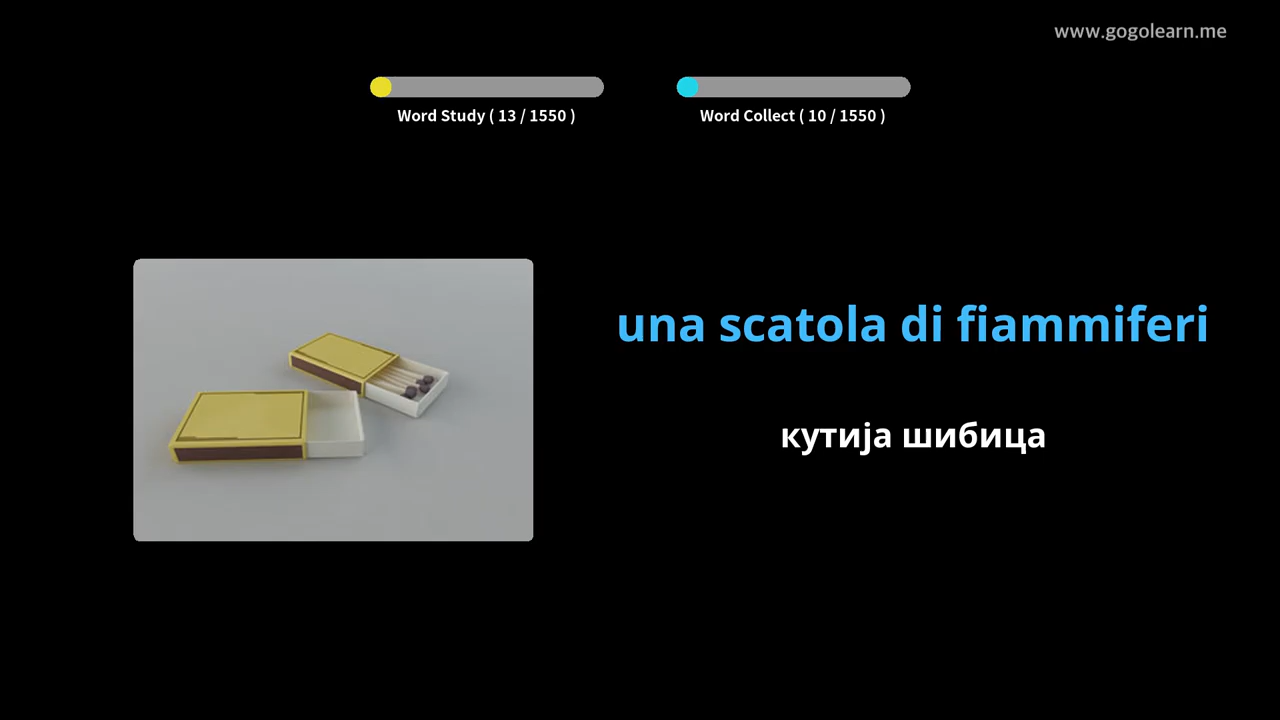 www.gogolearn.me
Word Study ( 13 / 1550 )
Word Collect ( 10 / 1550 )
una scatola di fiammiferi
кутија шибица